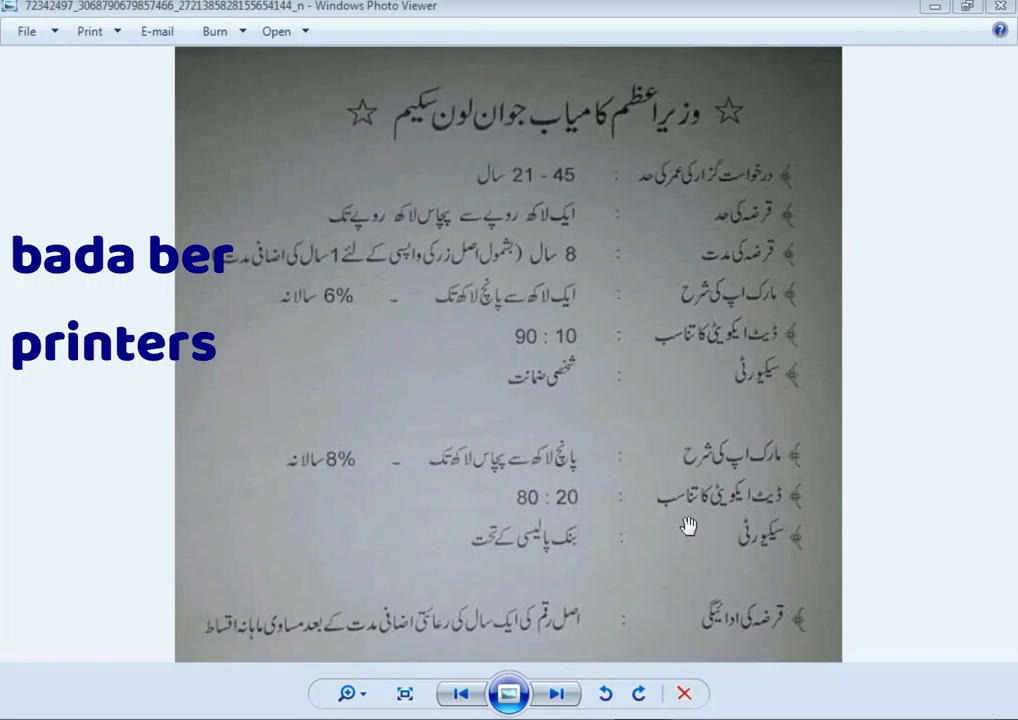 72342497_3068790679857466_2721385828155654144_n - Windows Photo Viewer
File Print E-mail Burn Open
☆ وزیراعظم کامیاب جوان لون سکیم ☆
درخواست گزار کی عمر کی حد : 21 - 45 سال
قرضہ کی حد : ایک لاکھ روپے سے پچاس لاکھ روپے تک
قرضہ کی مدت : 8 سال (بشمول اصل زر کی واپسی کے لئے 1 سال کی اضافی مدت
مارک اپ کی شرح : ایک لاکھ سے پانچ لاکھ تک ۔ 6% سالانہ
ڈیٹ ایکویٹی کا تناسب : 90 : 10
سیکیورٹی : شخصی ضمانت
مارک اپ کی شرح : پانچ لاکھ سے پچاس لاکھ تک ۔ 8% سالانہ
ڈیٹ ایکویٹی کا تناسب : 80 : 20
سیکیورٹی : بنک پالیسی کے تحت
قرضہ کی ادائیگی : اصل رقم کی ایک سال کی رعائتی اضافی مدت کے بعد مساوی ماہانہ اقساط
bada ber
printers